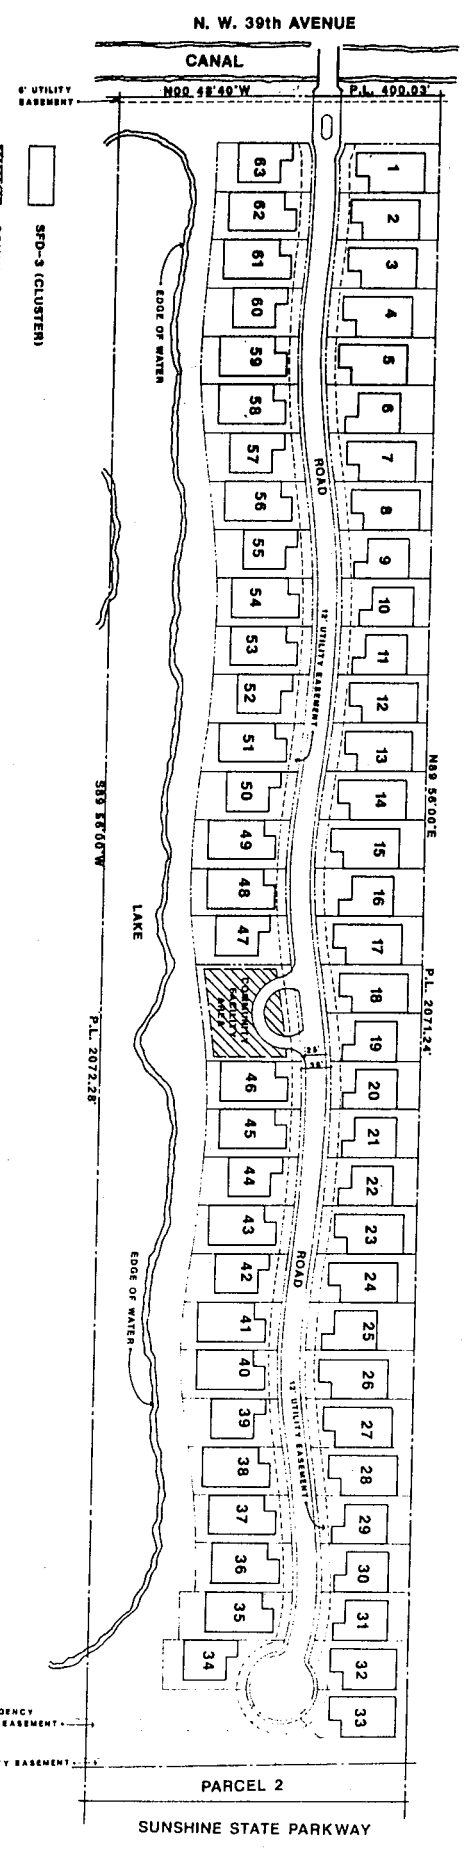 N. W. 39th AVENUE
CANAL
6' UTILITY
EASEMENT
N00 48'40"W
P.L. 400.03'
SFD-3 (CLUSTER)
63
1
62
2
61
3
EDGE OF WATER
60
4
59
5
58
6
57
7
ROAD
56
8
55
9
54
10
12' UTILITY EASEMENT
53
11
52
12
51
13
N89 56'00"E
S89 56'00"W
50
14
49
15
48
16
LAKE
47
17
COMMUNITY
FACILITY
AREA
18
P.L. 2071.24'
P.L. 2072.28'
19
46
20
45
21
44
22
43
23
EDGE OF WATER
ROAD
42
24
41
25
40
26
12' UTILITY EASEMENT
39
27
38
28
37
29
36
30
35
31
34
32
33
EASEMENT
EASEMENT
PARCEL 2
SUNSHINE STATE PARKWAY